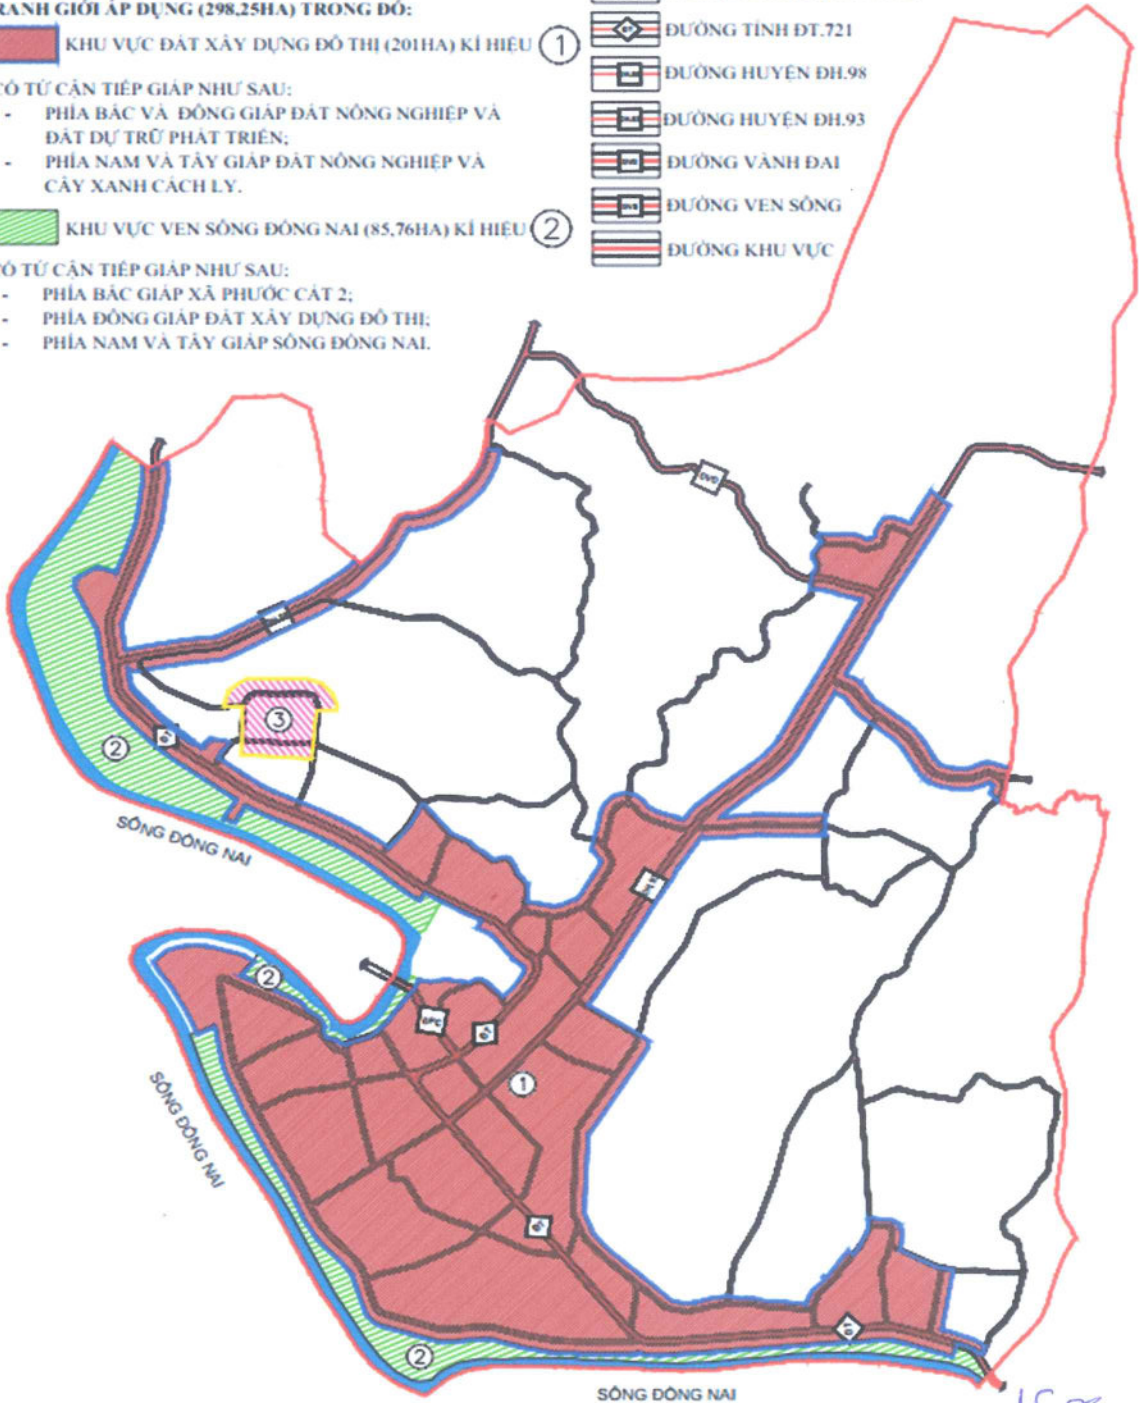 RANH GIỚI ÁP DỤNG (298,25HA) TRONG ĐÓ:
KHU VỰC ĐẤT XÂY DỰNG ĐÔ THỊ (201HA) KÍ HIỆU 1
CÓ TỨ CẬN TIẾP GIÁP NHƯ SAU:
- PHÍA BẮC VÀ ĐÔNG GIÁP ĐẤT NÔNG NGHIỆP VÀ
ĐẤT DỰ TRỮ PHÁT TRIỂN;
- PHÍA NAM VÀ TÂY GIÁP ĐẤT NÔNG NGHIỆP VÀ
CÂY XANH CÁCH LY.
KHU VỰC VEN SÔNG ĐỒNG NAI (85,76HA) KÍ HIỆU 2
CÓ TỨ CẬN TIẾP GIÁP NHƯ SAU:
- PHÍA BẮC GIÁP XÃ PHƯỚC CÁT 2;
- PHÍA ĐÔNG GIÁP ĐẤT XÂY DỰNG ĐÔ THỊ;
- PHÍA NAM VÀ TÂY GIÁP SÔNG ĐỒNG NAI.
ĐƯỜNG TỈNH ĐT.721
ĐƯỜNG HUYỆN ĐH.98
ĐƯỜNG HUYỆN ĐH.93
ĐƯỜNG VÀNH ĐAI
ĐƯỜNG VEN SÔNG
ĐƯỜNG KHU VỰC
ĐVĐ
3
2
SÔNG ĐỒNG NAI
2
1
SÔNG ĐỒNG NAI
2
SÔNG ĐỒNG NAI